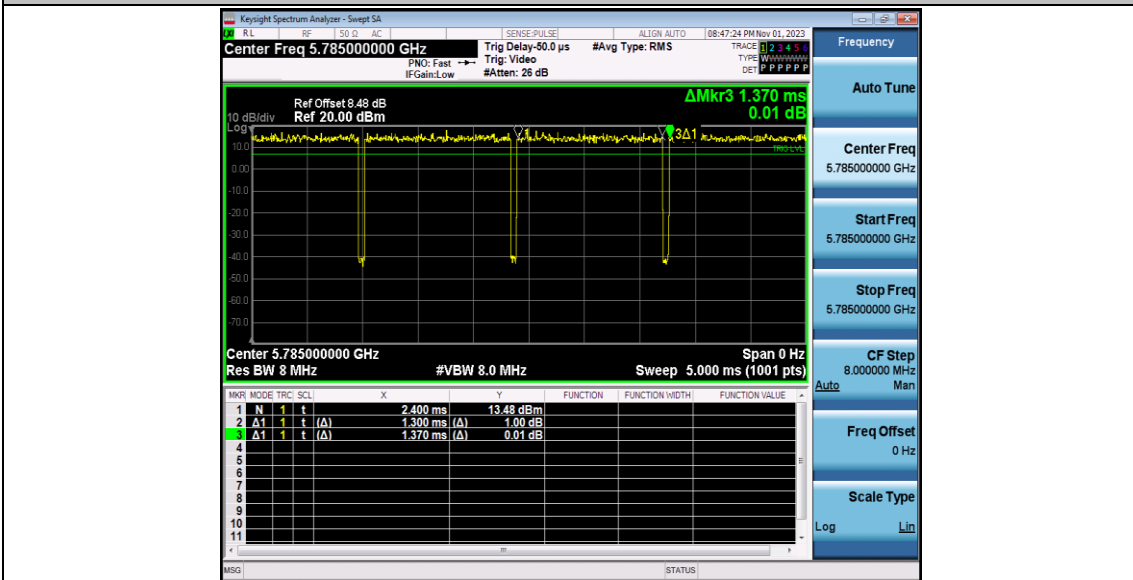 Keysight Spectrum Analyzer - Swept SA
RL RF 50 Ω AC SENSE:PULSE ALIGN AUTO 08:47:24 PM Nov 01, 2023
Center Freq 5.785000000 GHz
PNO: Fast
IFGain:Low
Trig Delay-50.0 µs
Trig: Video
#Atten: 26 dB
#Avg Type: RMS
TRACE 1 2 3 4 5 6
TYPE WWWWWW
DET P P P P P P
ΔMkr3 1.370 ms
0.01 dB
Ref Offset 8.48 dB
10 dB/div Ref 20.00 dBm
Log
10.0
0.00
-10.0
-20.0
-30.0
-40.0
-50.0
-60.0
-70.0
1
3Δ1
TRIG LVL
Center 5.785000000 GHz Span 0 Hz
Res BW 8 MHz #VBW 8.0 MHz Sweep 5.000 ms (1001 pts)
MKR MODE TRC SCL X Y FUNCTION FUNCTION WIDTH FUNCTION VALUE
1 N 1 t 2.400 ms 13.48 dBm
2 Δ1 1 t (Δ) 1.300 ms (Δ) 1.00 dB
3 Δ1 1 t (Δ) 1.370 ms (Δ) 0.01 dB
4
5
6
7
8
9
10
11
MSG STATUS
Frequency
Auto Tune
Center Freq
5.785000000 GHz
Start Freq
5.785000000 GHz
Stop Freq
5.785000000 GHz
CF Step
8.000000 MHz
Auto Man
Freq Offset
0 Hz
Scale Type
Log Lin